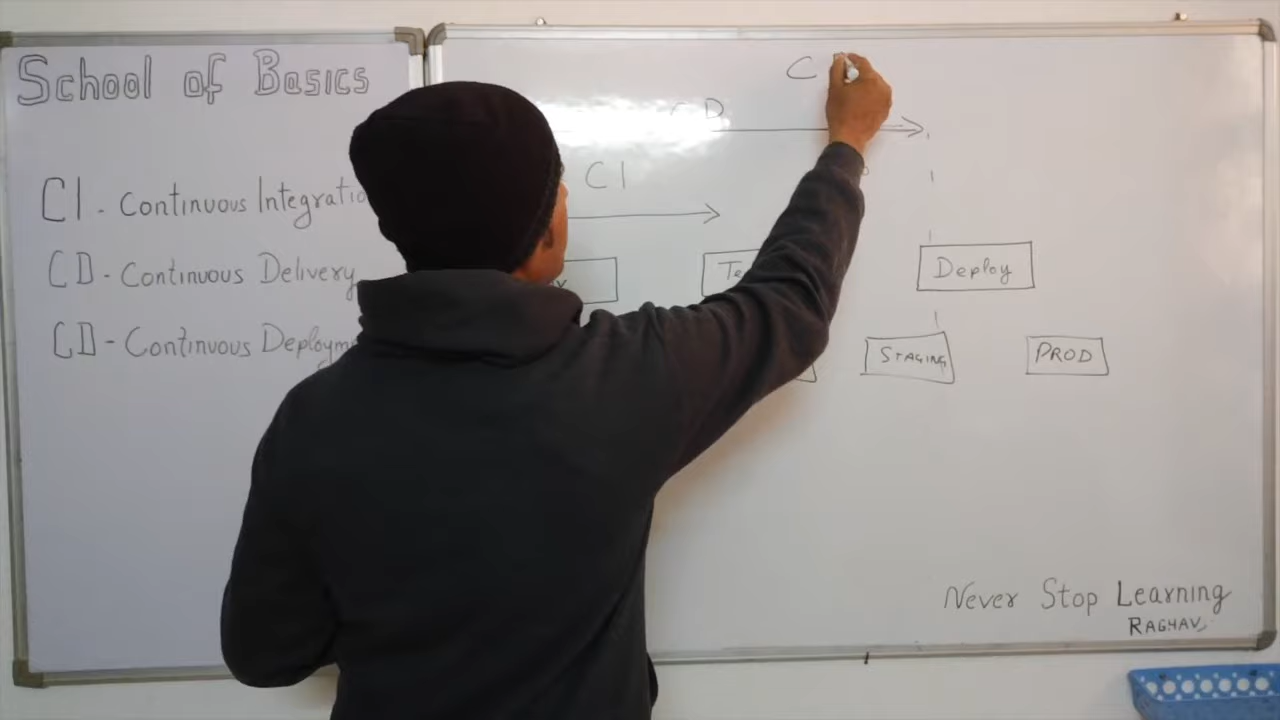 School of Basics
CI - Continuous Integratio
CD - Continuous Delivery
CD - Continuous Deploym
C
CD
CI
Te
Deploy
STAGING
PROD
Never Stop Learning
RAGHAV